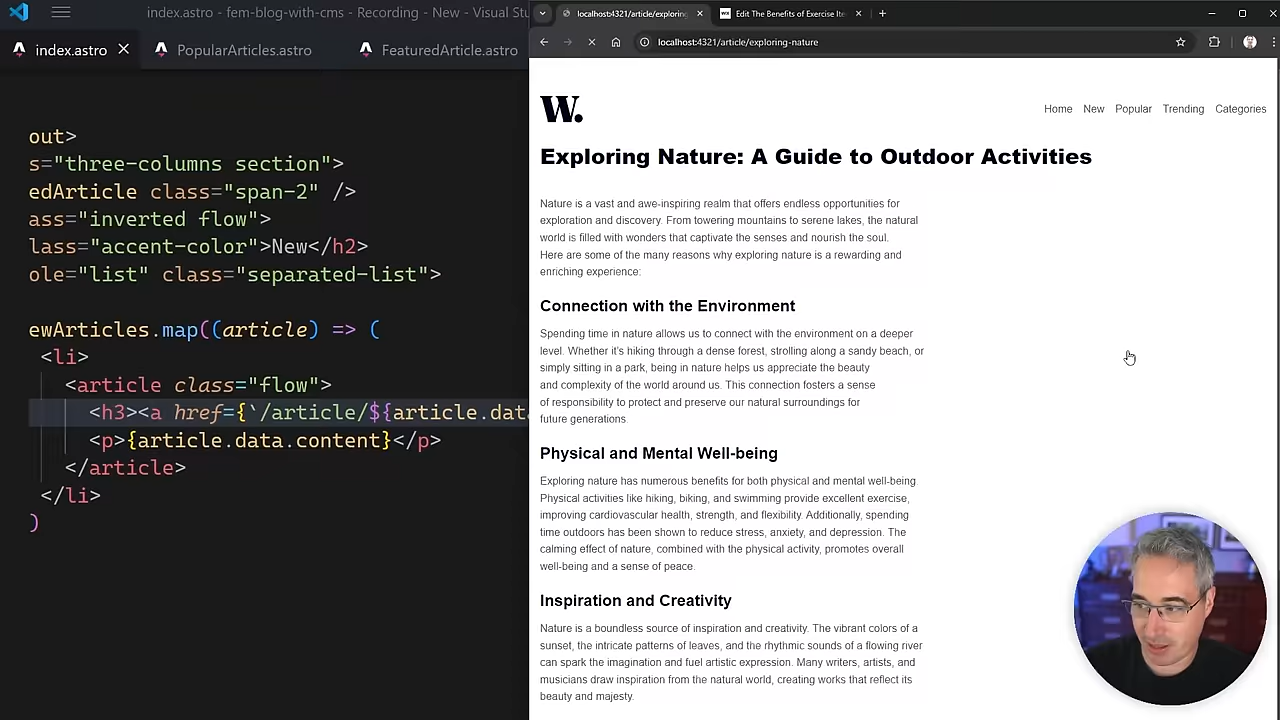 index.astro - fem-blog-with-cms - Recording - New - Visual Stu
index.astro
PopularArticles.astro
FeaturedArticle.astro
out>
s="three-columns section">
edArticle class="span-2" />
ass="inverted flow">
lass="accent-color">New</h2>
ole="list" class="separated-list">
ewArticles.map((article) => (
<li>
<article class="flow">
<h3><a href={`/article/${article.data
<p>{article.data.content}</p>
</article>
</li>
)
localhost:4321/article/exploring
Edit The Benefits of Exercise Ite
localhost:4321/article/exploring-nature
W.
Home New Popular Trending Categories
Exploring Nature: A Guide to Outdoor Activities
Nature is a vast and awe-inspiring realm that offers endless opportunities for
exploration and discovery. From towering mountains to serene lakes, the natural
world is filled with wonders that captivate the senses and nourish the soul.
Here are some of the many reasons why exploring nature is a rewarding and
enriching experience:
Connection with the Environment
Spending time in nature allows us to connect with the environment on a deeper
level. Whether it's hiking through a dense forest, strolling along a sandy beach, or
simply sitting in a park, being in nature helps us appreciate the beauty
and complexity of the world around us. This connection fosters a sense
of responsibility to protect and preserve our natural surroundings for
future generations.
Physical and Mental Well-being
Exploring nature has numerous benefits for both physical and mental well-being.
Physical activities like hiking, biking, and swimming provide excellent exercise,
improving cardiovascular health, strength, and flexibility. Additionally, spending
time outdoors has been shown to reduce stress, anxiety, and depression. The
calming effect of nature, combined with the physical activity, promotes overall
well-being and a sense of peace.
Inspiration and Creativity
Nature is a boundless source of inspiration and creativity. The vibrant colors of a
sunset, the intricate patterns of leaves, and the rhythmic sounds of a flowing river
can spark the imagination and fuel artistic expression. Many writers, artists, and
musicians draw inspiration from the natural world, creating works that reflect its
beauty and majesty.